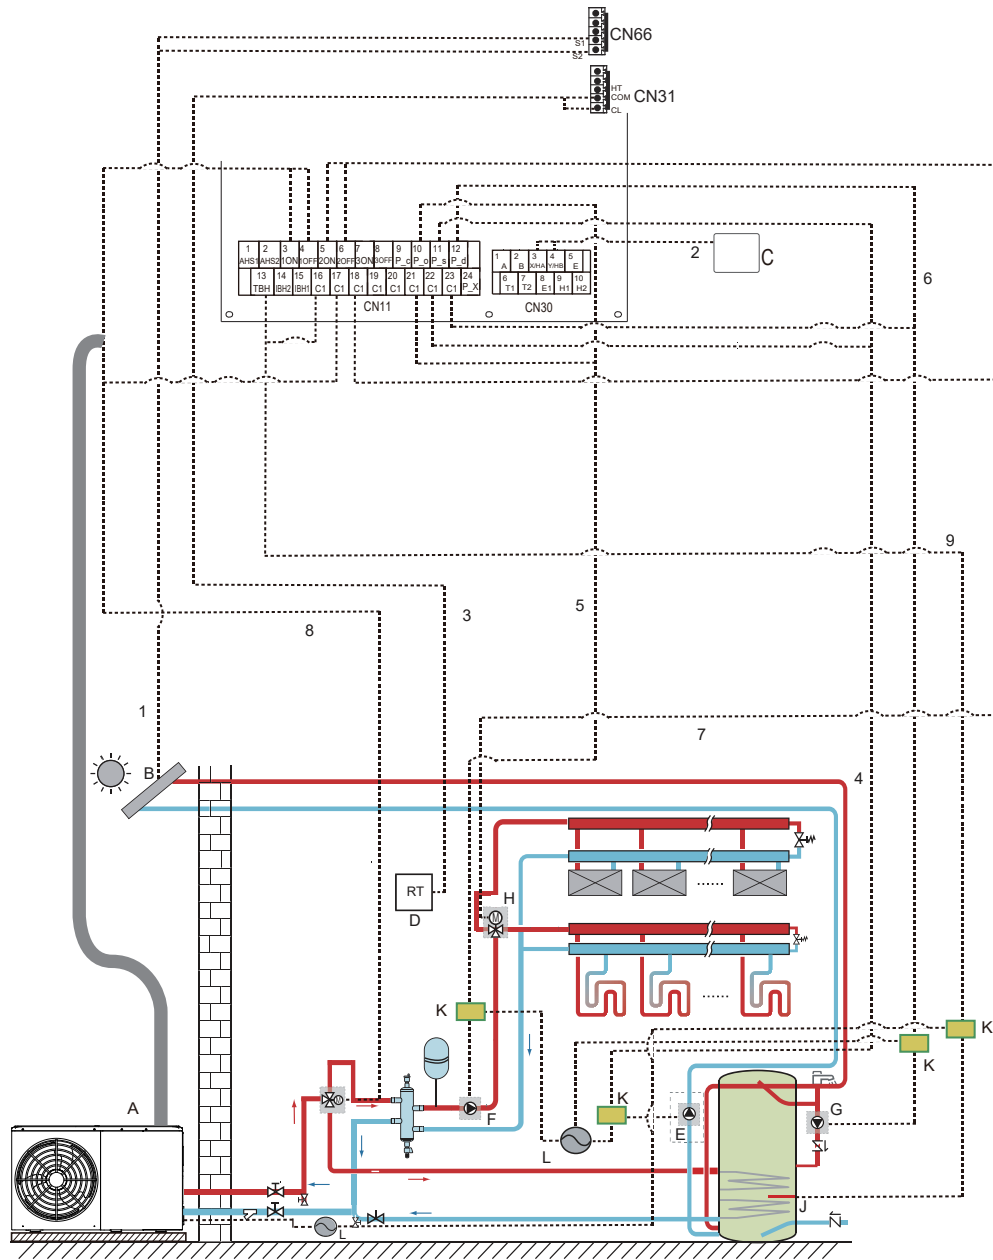 S1
CN66
S2
HT
COM
CN31
CL
1 2 3 4 5 6 7 8 9 10 11 12
AHS1 AHS2 1ON 1OFF 2ON 2OFF 3ON 3OFF P_c P_o P_s P_d
13 14 15 16 17 18 19 20 21 22 23 24
TBH IBH2 IBH1 C1 C1 C1 C1 C1 C1 C1 C1 P_X
CN11
1 2 3 4 5
A B X/HA Y/HB E
6 7 8 9 10
T1 T2 E1 H1 H2
CN30
2
C
6
9
5
3
8
1
7
B
4
RT
D
H
M
K
K
K
A
M
F
K
G
E
L
J
L